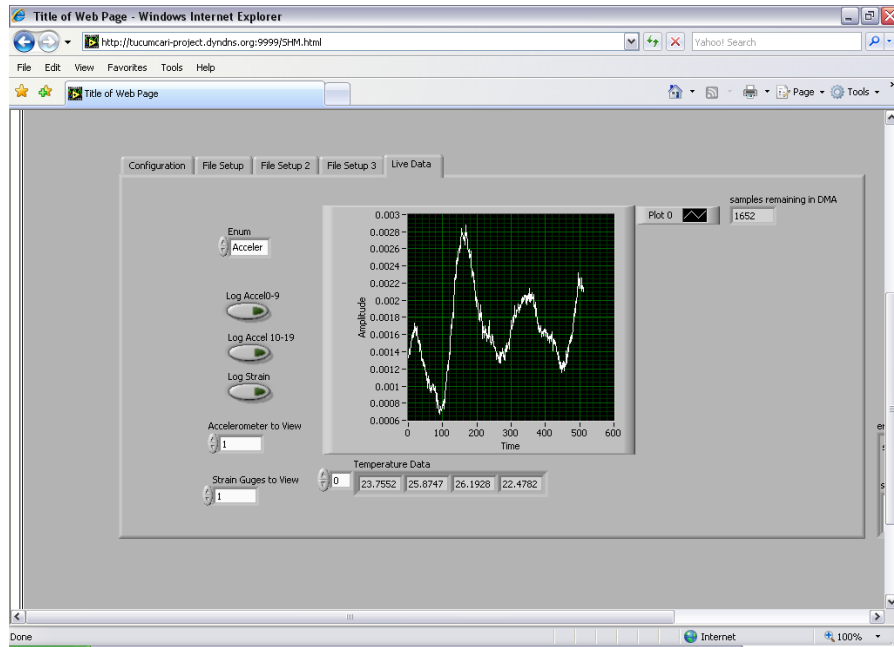 Title of Web Page - Windows Internet Explorer
http://tucumcari-project.dyndns.org:9999/SHM.html
Yahoo! Search
File Edit View Favorites Tools Help
Title of Web Page
Page Tools
Configuration File Setup File Setup 2 File Setup 3 Live Data
samples remaining in DMA
1652
Plot 0
Enum
Acceler
Log Accel0-9
Log Accel 10-19
Log Strain
Accelerometer to View
1
Strain Guges to View
1
Amplitude
0.003
0.0028
0.0026
0.0024
0.0022
0.002
0.0018
0.0016
0.0014
0.0012
0.001
0.0008
0.0006
0 100 200 300 400 500 600
Time
Temperature Data
0 23.7552 25.8747 26.1928 22.4782
Done
Internet 100%